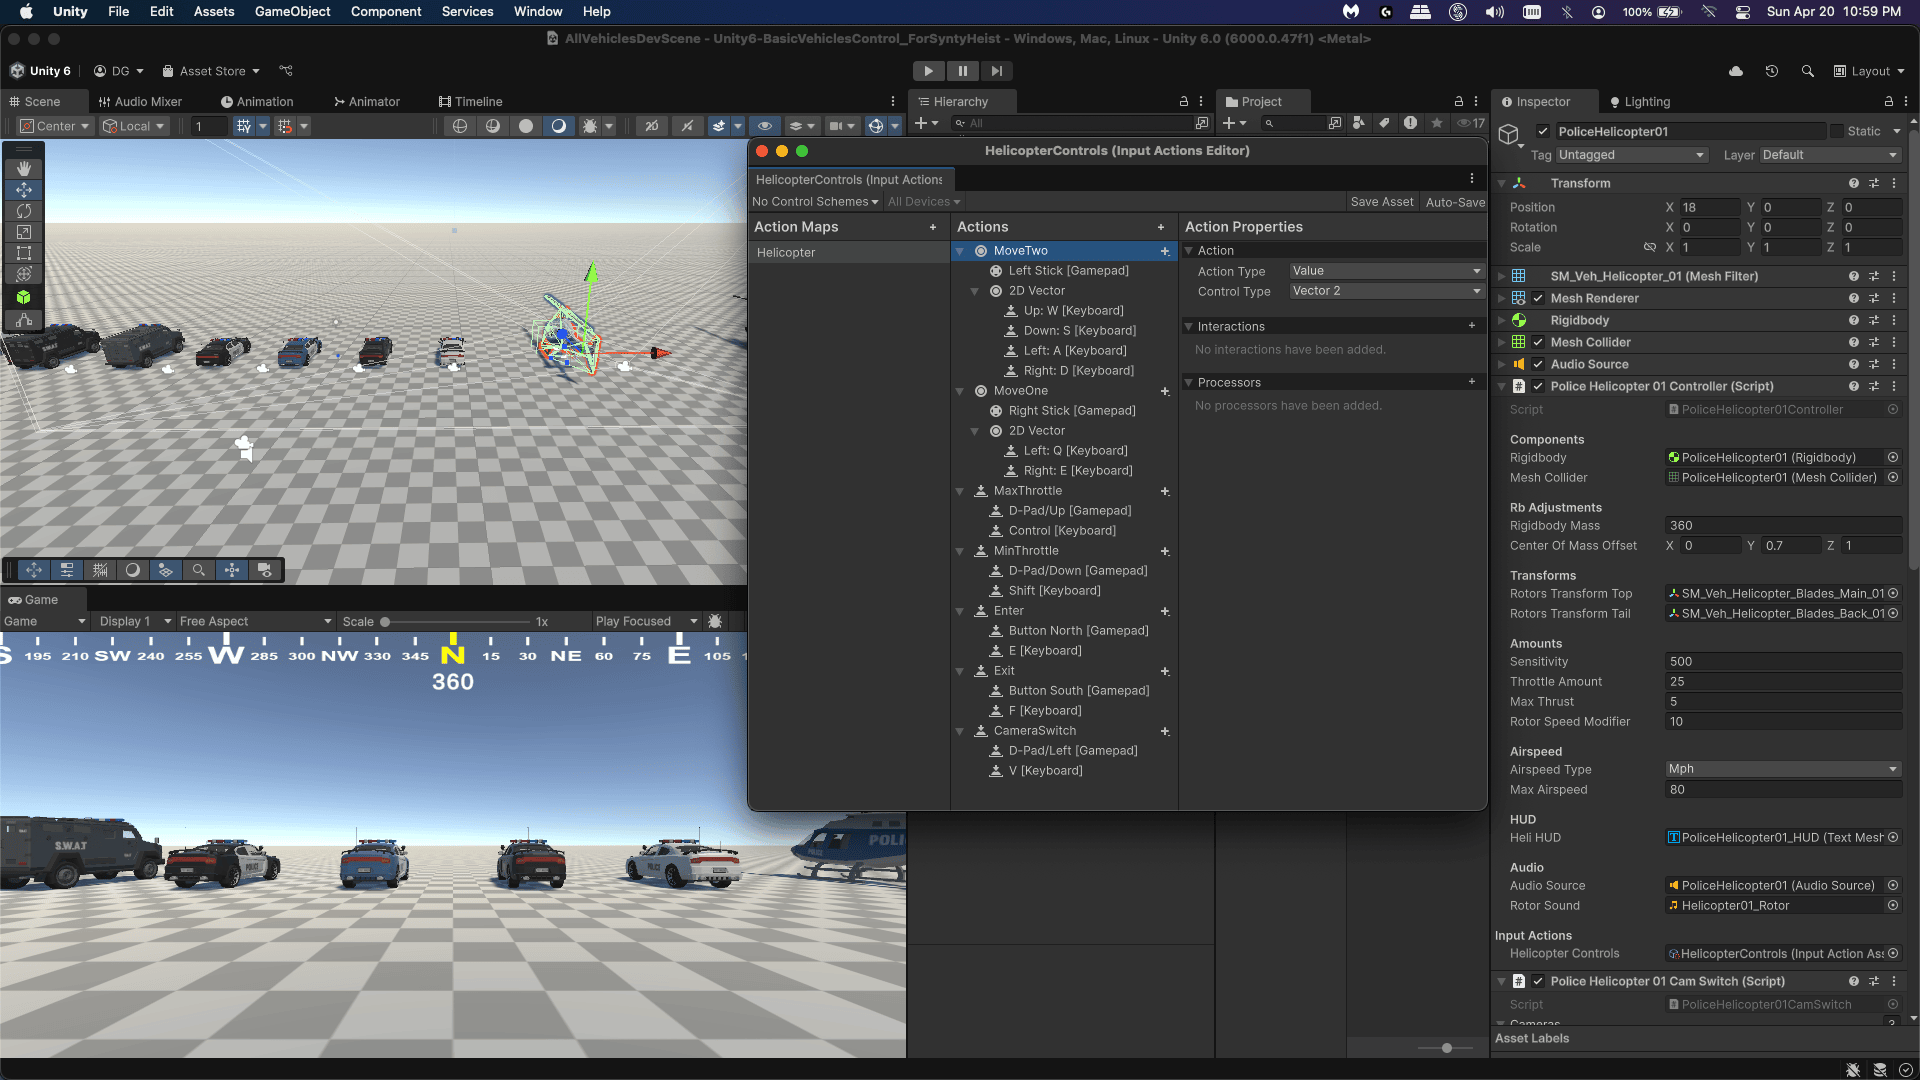 Unity File Edit Assets GameObject Component Services Window Help 100% Sun Apr 20 10:59 PM
AllVehiclesDevScene - Unity6-BasicVehiclesControl_ForSyntyHeist - Windows, Mac, Linux - Unity 6.0 (6000.0.47f1) <Metal>
Unity 6 DG Asset Store Layout
Scene Audio Mixer Animation Animator Timeline
Center Local 1 2D
Hierarchy
All
Project
17
HelicopterControls (Input Actions Editor)
HelicopterControls (Input Actions
No Control Schemes All Devices Save Asset Auto-Save
Action Maps +
Helicopter
Actions +
MoveTwo
Left Stick [Gamepad]
2D Vector
Up: W [Keyboard]
Down: S [Keyboard]
Left: A [Keyboard]
Right: D [Keyboard]
MoveOne
Right Stick [Gamepad]
2D Vector
Left: Q [Keyboard]
Right: E [Keyboard]
MaxThrottle
D-Pad/Up [Gamepad]
Control [Keyboard]
MinThrottle
D-Pad/Down [Gamepad]
Shift [Keyboard]
Enter
Button North [Gamepad]
E [Keyboard]
Exit
Button South [Gamepad]
F [Keyboard]
CameraSwitch
D-Pad/Left [Gamepad]
V [Keyboard]
Action Properties
Action
Action Type Value
Control Type Vector 2
Interactions +
No interactions have been added.
Processors +
No processors have been added.
Game
Game Display 1 Free Aspect Scale 1x Play Focused
S 195 210 SW 240 255 W 285 300 NW 330 345 N 15 30 NE 60 75 E 105
360
S.W.A.T
POLICE
POLICE
POLI
Inspector Lighting
PoliceHelicopter01 Static
Tag Untagged Layer Default
Transform
Position X 18 Y 0 Z 0
Rotation X 0 Y 0 Z 0
Scale X 1 Y 1 Z 1
SM_Veh_Helicopter_01 (Mesh Filter)
Mesh Renderer
Rigidbody
Mesh Collider
Audio Source
Police Helicopter 01 Controller (Script)
Script PoliceHelicopter01Controller
Components
Rigidbody PoliceHelicopter01 (Rigidbody)
Mesh Collider PoliceHelicopter01 (Mesh Collider)
Rb Adjustments
Rigidbody Mass 360
Center Of Mass Offset X 0 Y 0.7 Z 1
Transforms
Rotors Transform Top SM_Veh_Helicopter_Blades_Main_01
Rotors Transform Tail SM_Veh_Helicopter_Blades_Back_01
Amounts
Sensitivity 500
Throttle Amount 25
Max Thrust 5
Rotor Speed Modifier 10
Airspeed
Airspeed Type Mph
Max Airspeed 80
HUD
Heli HUD PoliceHelicopter01_HUD (Text Mesh
Audio
Audio Source PoliceHelicopter01 (Audio Source)
Rotor Sound Helicopter01_Rotor
Input Actions
Helicopter Controls HelicopterControls (Input Action Ass
Police Helicopter 01 Cam Switch (Script)
Script PoliceHelicopter01CamSwitch
Cameras 3
Asset Labels